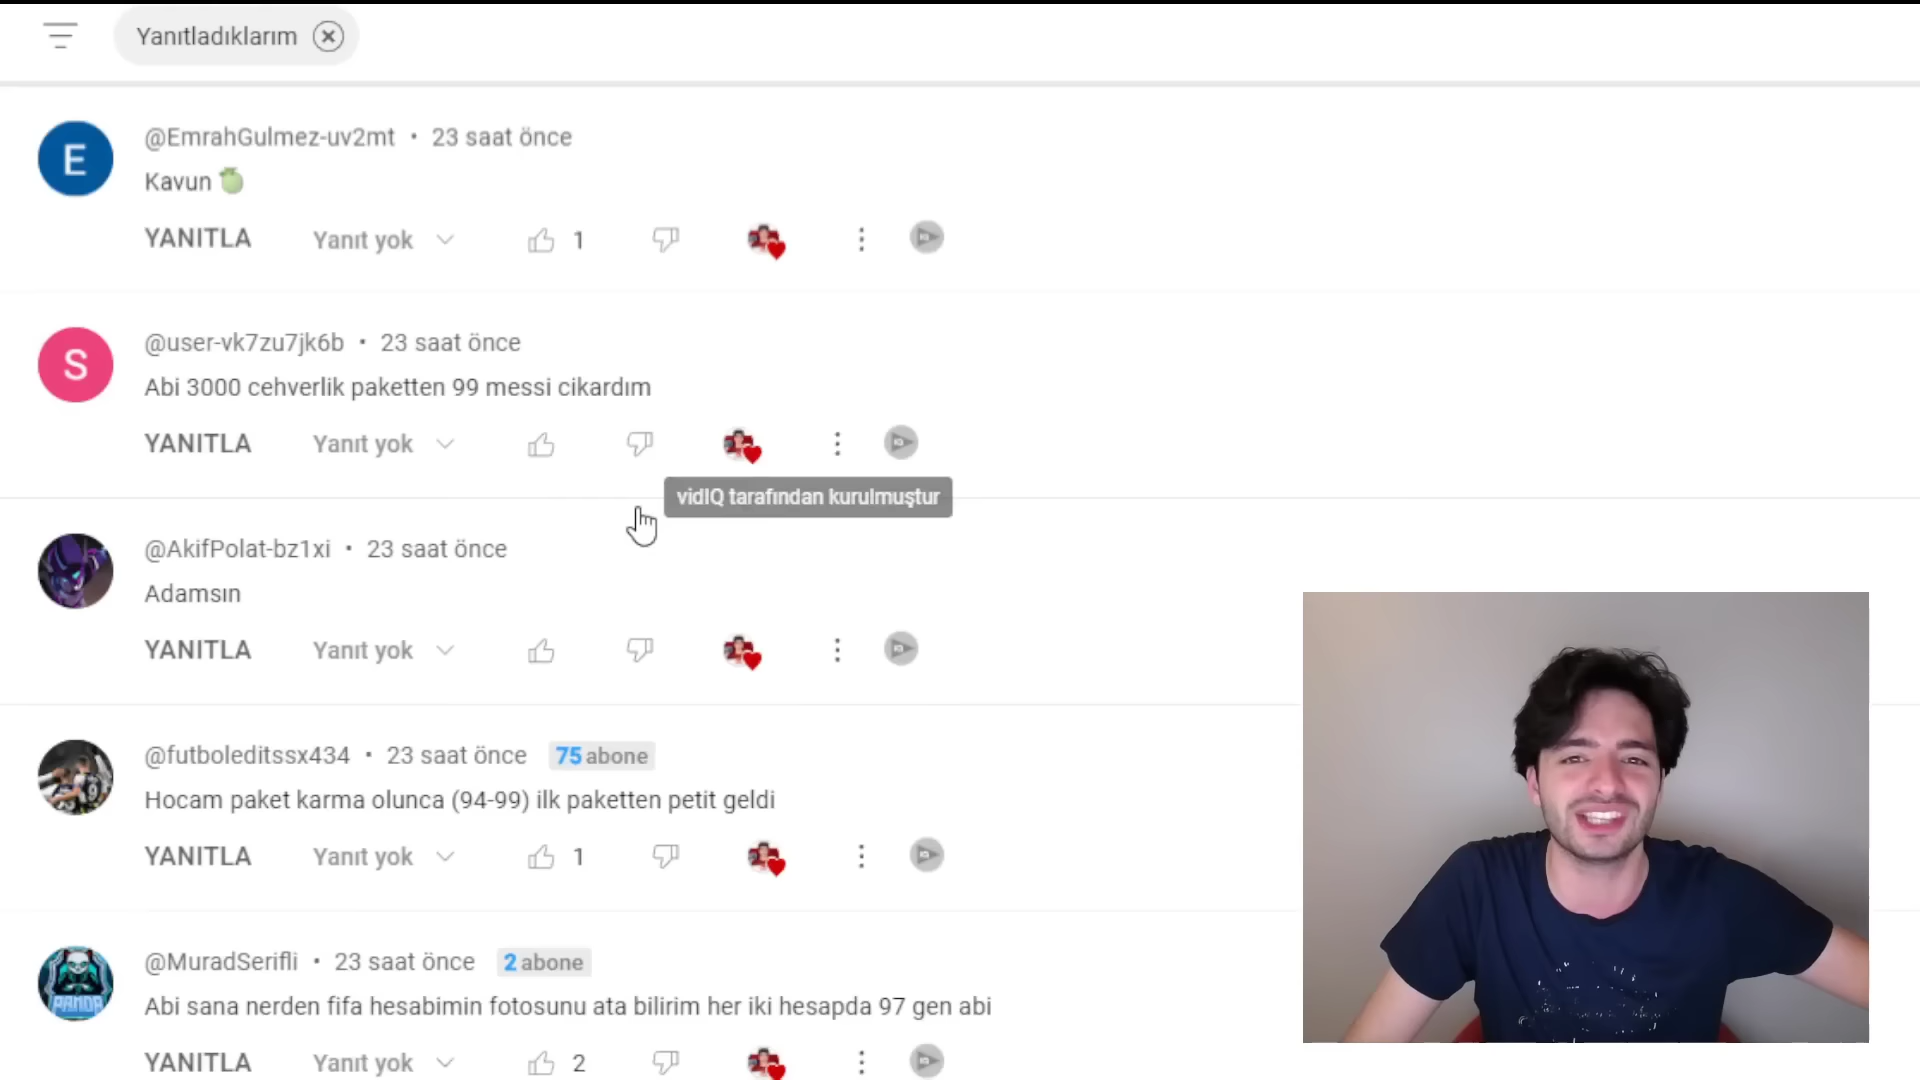 Yanıtladıklarım
E
@EmrahGulmez-uv2mt • 23 saat önce
Kavun
YANITLA Yanıt yok 1
S
@user-vk7zu7jk6b • 23 saat önce
Abi 3000 cehverlik paketten 99 messi cikardım
YANITLA Yanıt yok
vidIQ tarafından kurulmuştur
@AkifPolat-bz1xi • 23 saat önce
Adamsın
YANITLA Yanıt yok
@futboleditssx434 • 23 saat önce 75 abone
Hocam paket karma olunca (94-99) ilk paketten petit geldi
YANITLA Yanıt yok 1
PANDA
@MuradSerifli • 23 saat önce 2 abone
Abi sana nerden fifa hesabimin fotosunu ata bilirim her iki hesapda 97 gen abi
YANITLA Yanıt yok 2